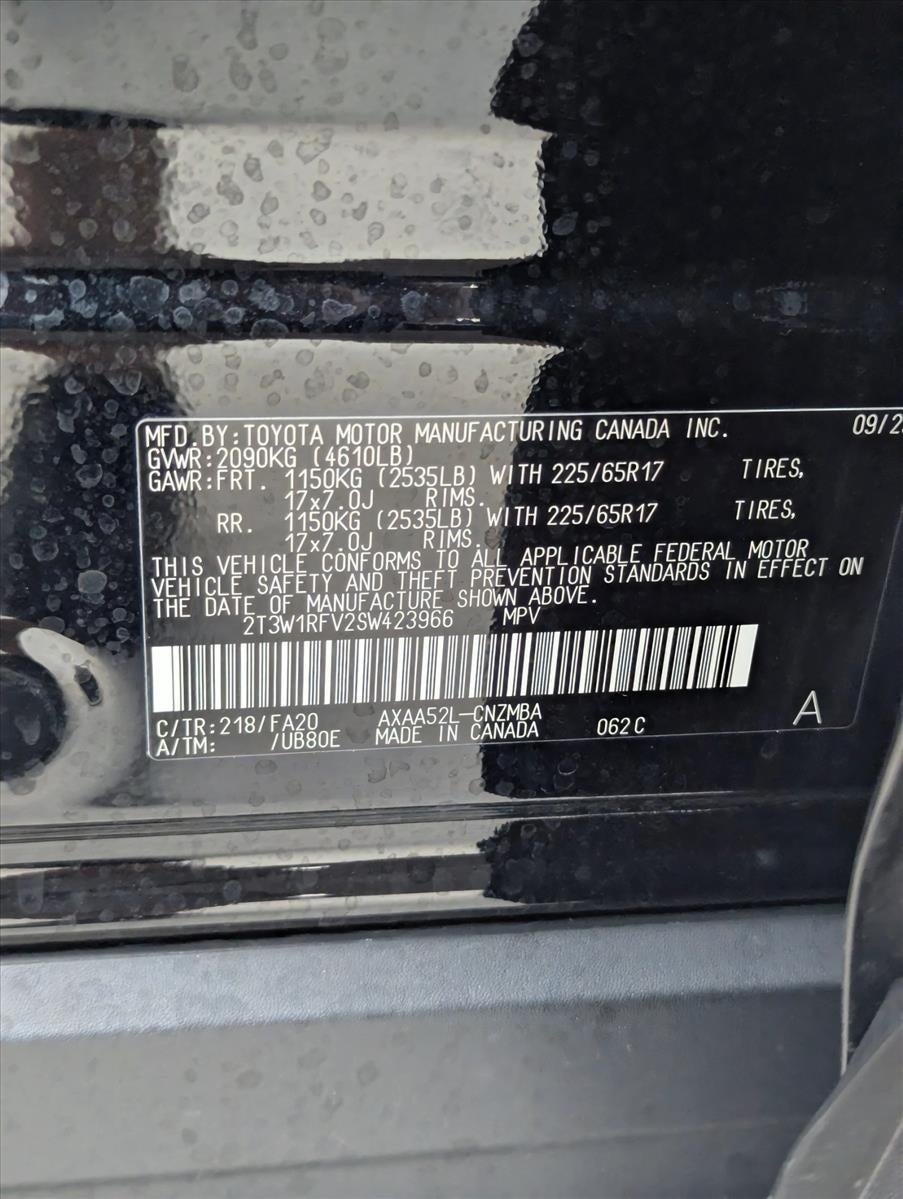 MFD.BY:TOYOTA MOTOR MANUFACTURING CANADA INC. 09/2
GVWR:2090KG (4610LB)
GAWR:FRT. 1150KG (2535LB) WITH 225/65R17 TIRES,
17x7.0J RIMS.
RR. 1150KG (2535LB) WITH 225/65R17 TIRES,
17x7.0J RIMS.
THIS VEHICLE CONFORMS TO ALL APPLICABLE FEDERAL MOTOR
VEHICLE SAFETY AND THEFT PREVENTION STANDARDS IN EFFECT ON
THE DATE OF MANUFACTURE SHOWN ABOVE.
2T3W1RFV2SW423966 MPV
C/TR:218/FA20 AXAA52L-CNZMBA
A/TM: /UB80E MADE IN CANADA 062C A